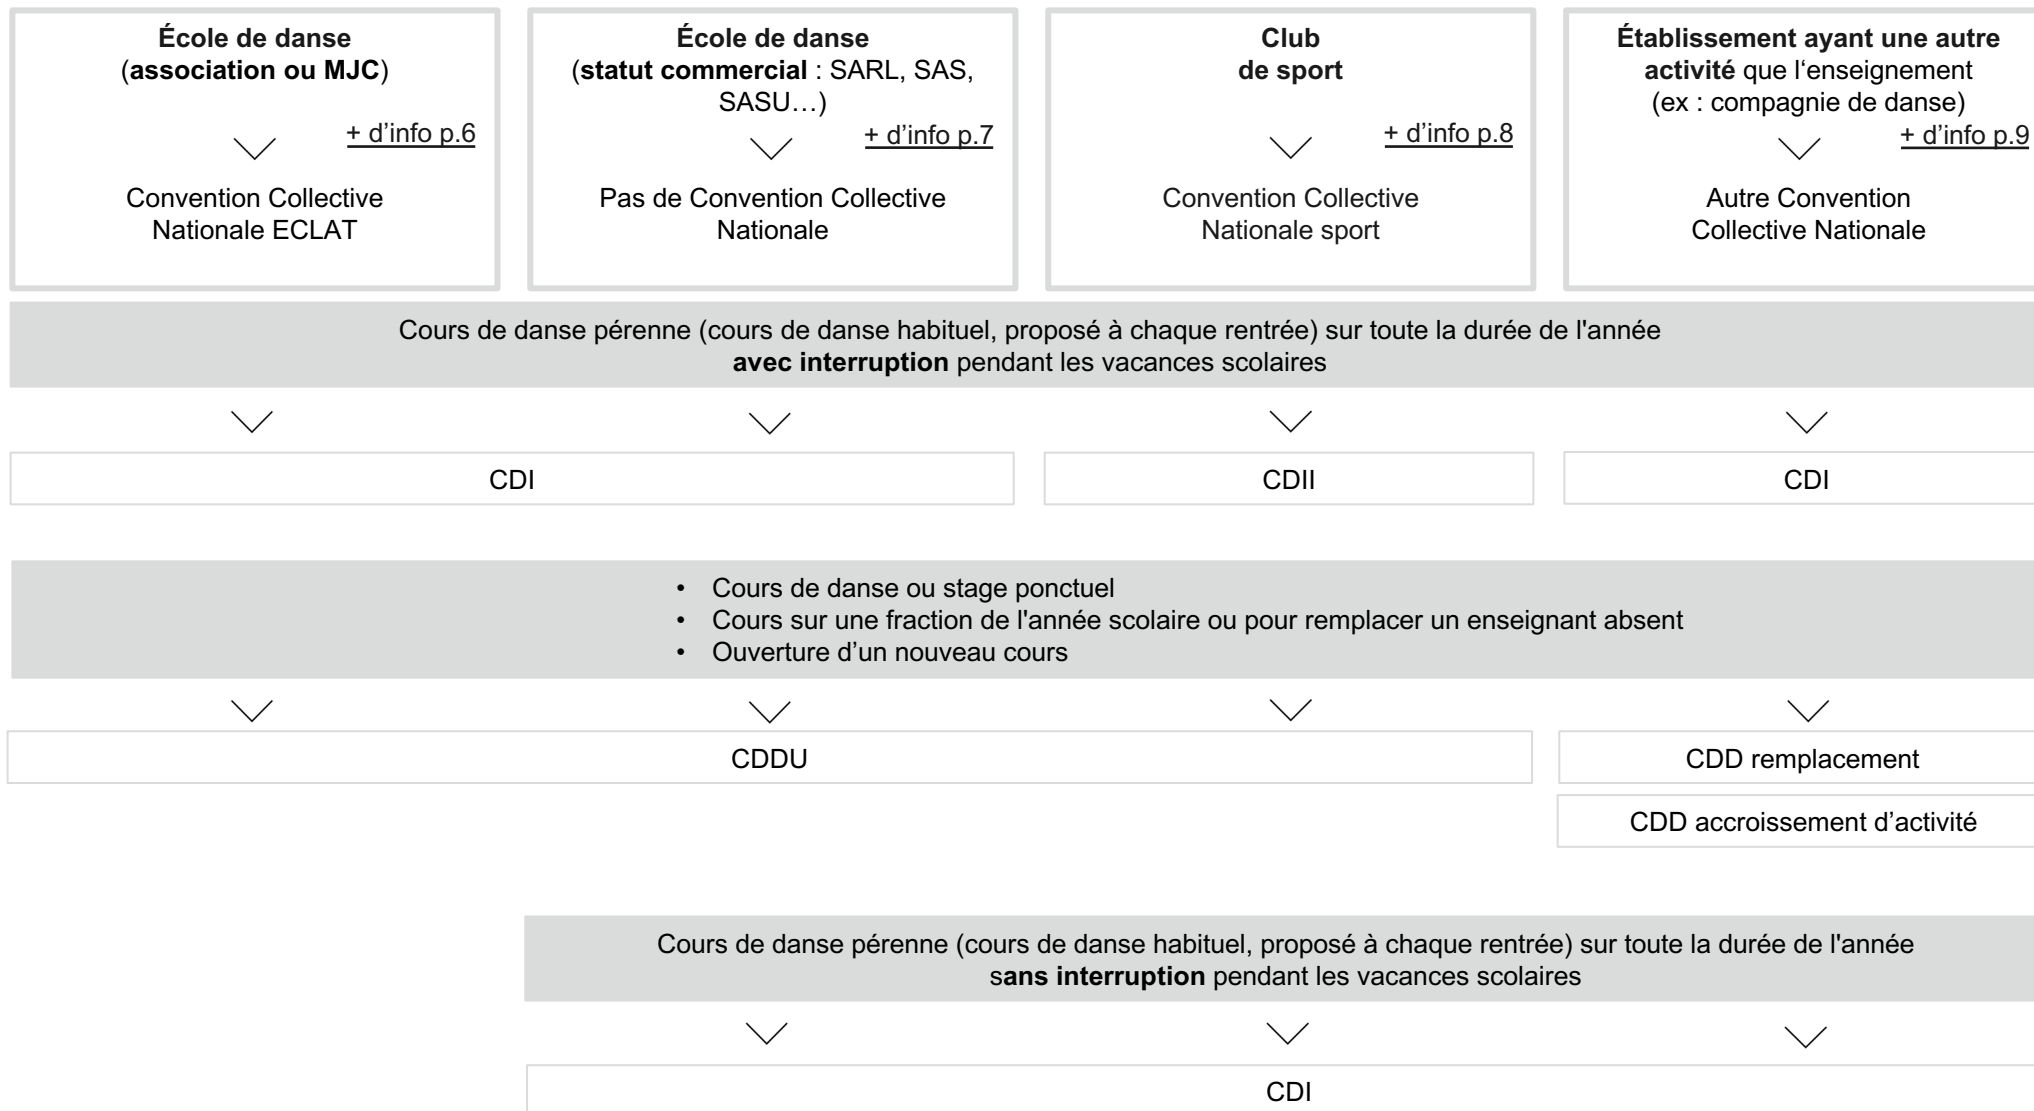 École de danse
(association ou MJC)
+ d’info p.6
Convention Collective
Nationale ECLAT
École de danse
(statut commercial : SARL, SAS,
SASU…)
+ d’info p.7
Pas de Convention Collective
Nationale
Club
de sport
+ d’info p.8
Convention Collective
Nationale sport
Établissement ayant une autre
activité que l‘enseignement
(ex : compagnie de danse)
+ d’info p.9
Autre Convention
Collective Nationale
Cours de danse pérenne (cours de danse habituel, proposé à chaque rentrée) sur toute la durée de l'année
avec interruption pendant les vacances scolaires
CDI
CDII
CDI
• Cours de danse ou stage ponctuel
• Cours sur une fraction de l'année scolaire ou pour remplacer un enseignant absent
• Ouverture d’un nouveau cours
CDDU
CDD remplacement
CDD accroissement d’activité
Cours de danse pérenne (cours de danse habituel, proposé à chaque rentrée) sur toute la durée de l'année
sans interruption pendant les vacances scolaires
CDI